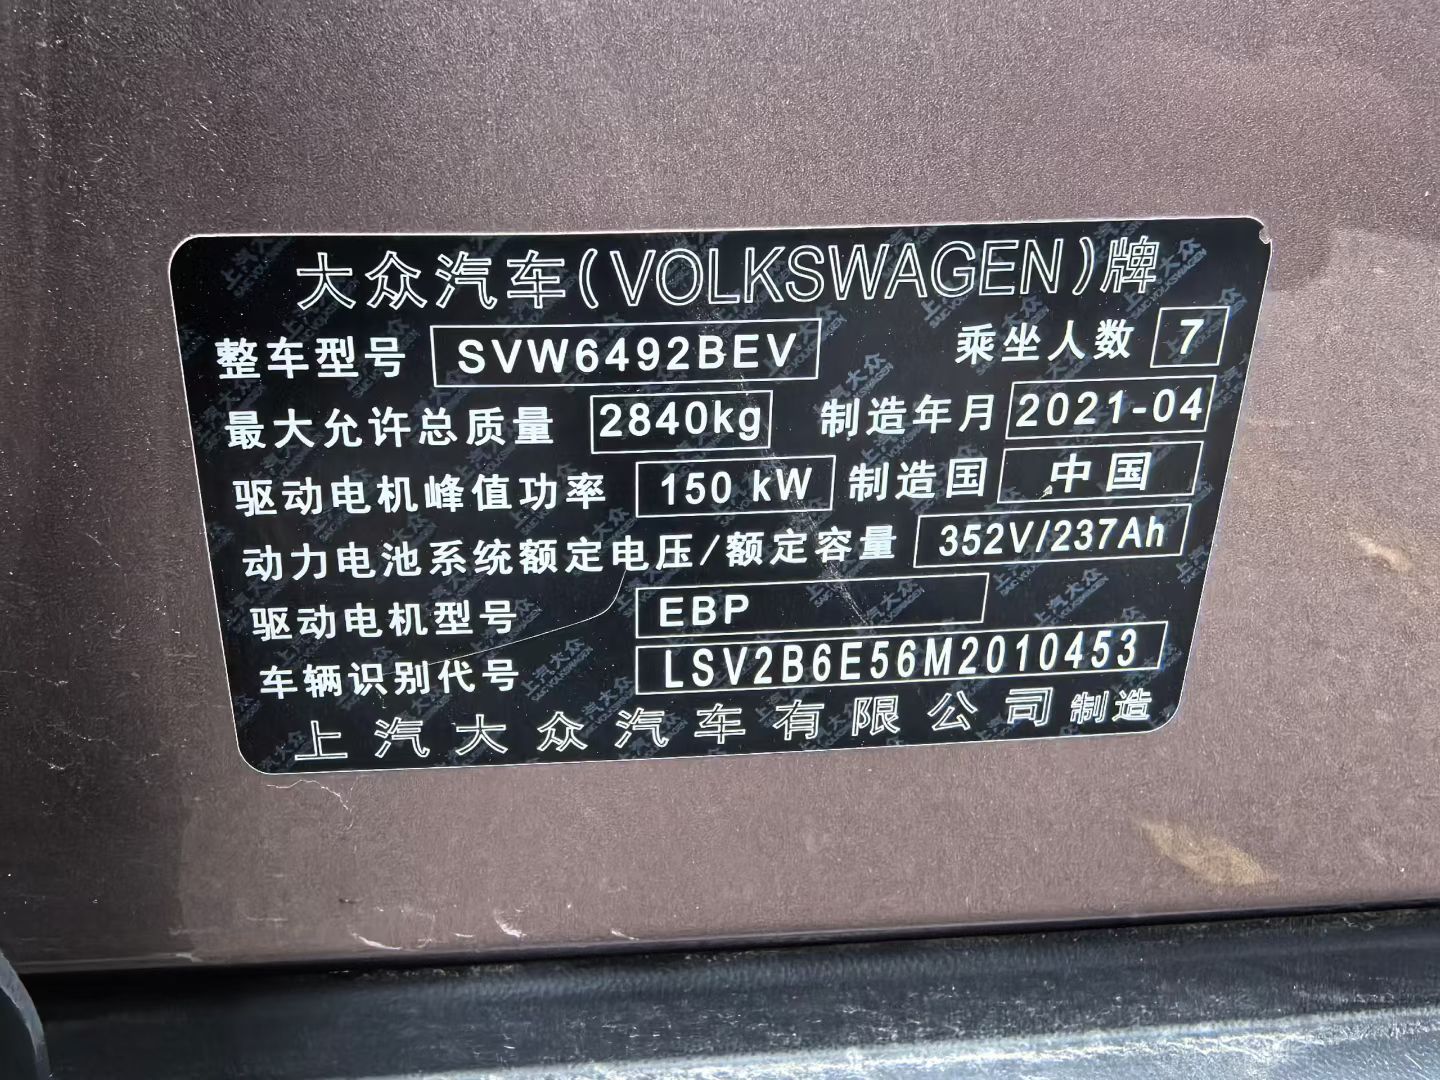 大众汽车(VOLKSWAGEN)牌
整车型号 SVW6492BEV 乘坐人数 7
最大允许总质量 2840kg 制造年月 2021-04
驱动电机峰值功率 150 kW 制造国 中国
动力电池系统额定电压/额定容量 352V/237Ah
驱动电机型号 EBP
车辆识别代号 LSV2B6E56M2010453
上汽大众汽车有限公司制造